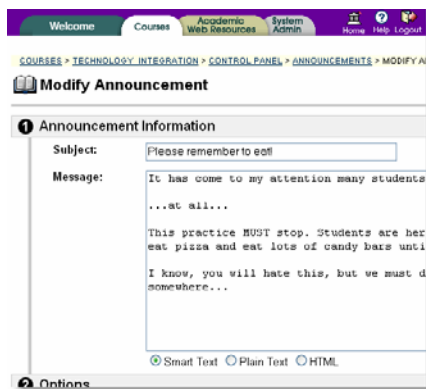 Welcome Courses Academic Web Resources System Admin Home Help Logout
COURSES > TECHNOLOGY INTEGRATION > CONTROL PANEL > ANNOUNCEMENTS > MODIFY A
Modify Announcement
1 Announcement Information
Subject: Please remember to eat!
Message: It has come to my attention many students
...at all...
This practice MUST stop. Students are her
eat pizza and eat lots of candy bars unti
I know, you will hate this, but we must d
somewhere...
Smart Text Plain Text HTML
2 Options